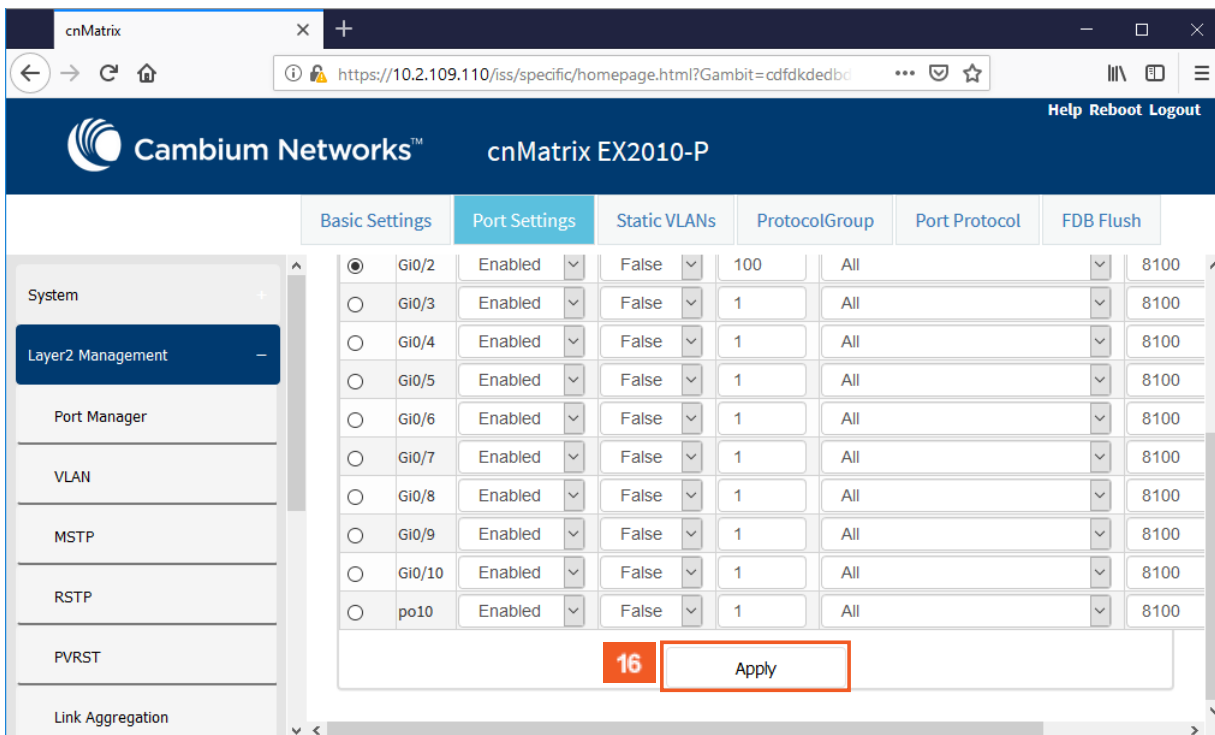 cnMatrix
https://10.2.109.110/iss/specific/homepage.html?Gambit=cdfdkdedbd
Help Reboot Logout
Cambium Networks™ cnMatrix EX2010-P
Basic Settings Port Settings Static VLANs ProtocolGroup Port Protocol FDB Flush
System +
Layer2 Management −
Port Manager
VLAN
MSTP
RSTP
PVRST
Link Aggregation
Gi0/2 Enabled False 100 All 8100
Gi0/3 Enabled False 1 All 8100
Gi0/4 Enabled False 1 All 8100
Gi0/5 Enabled False 1 All 8100
Gi0/6 Enabled False 1 All 8100
Gi0/7 Enabled False 1 All 8100
Gi0/8 Enabled False 1 All 8100
Gi0/9 Enabled False 1 All 8100
Gi0/10 Enabled False 1 All 8100
po10 Enabled False 1 All 8100
16 Apply